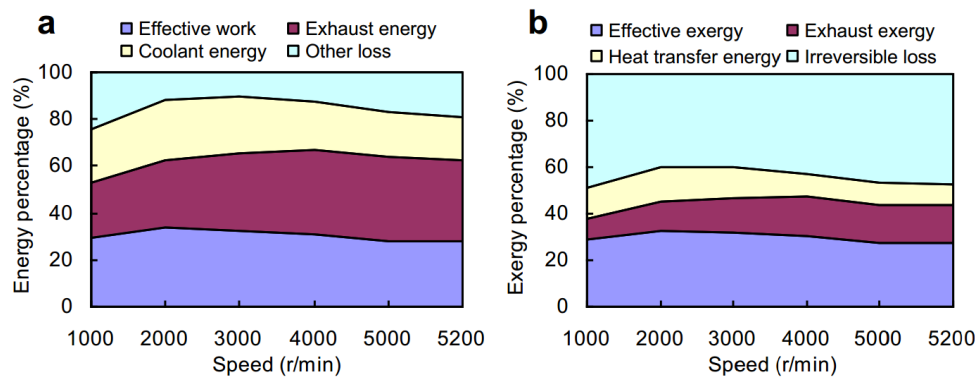 a
Effective work
Exhaust energy
Coolant energy
Other loss
Energy percentage (%)
100
80
60
40
20
0
1000 2000 3000 4000 5000 5200
Speed (r/min)
b
Effective exergy
Exhaust exergy
Heat transfer energy
Irreversible loss
Exergy percentage (%)
100
80
60
40
20
0
1000 2000 3000 4000 5000 5200
Speed (r/min)